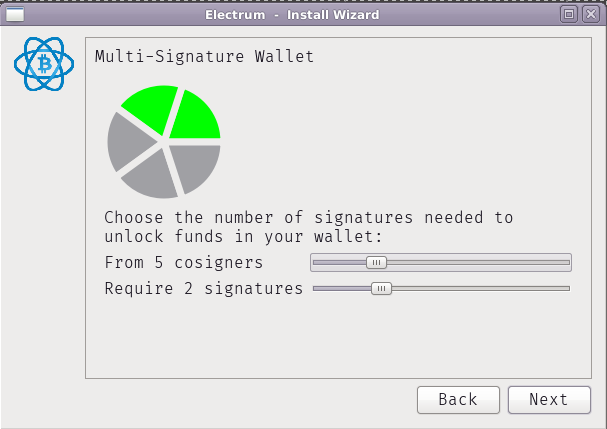 Electrum - Install Wizard
Multi-Signature Wallet
Choose the number of signatures needed to
unlock funds in your wallet:
From 5 cosigners
Require 2 signatures
Back Next